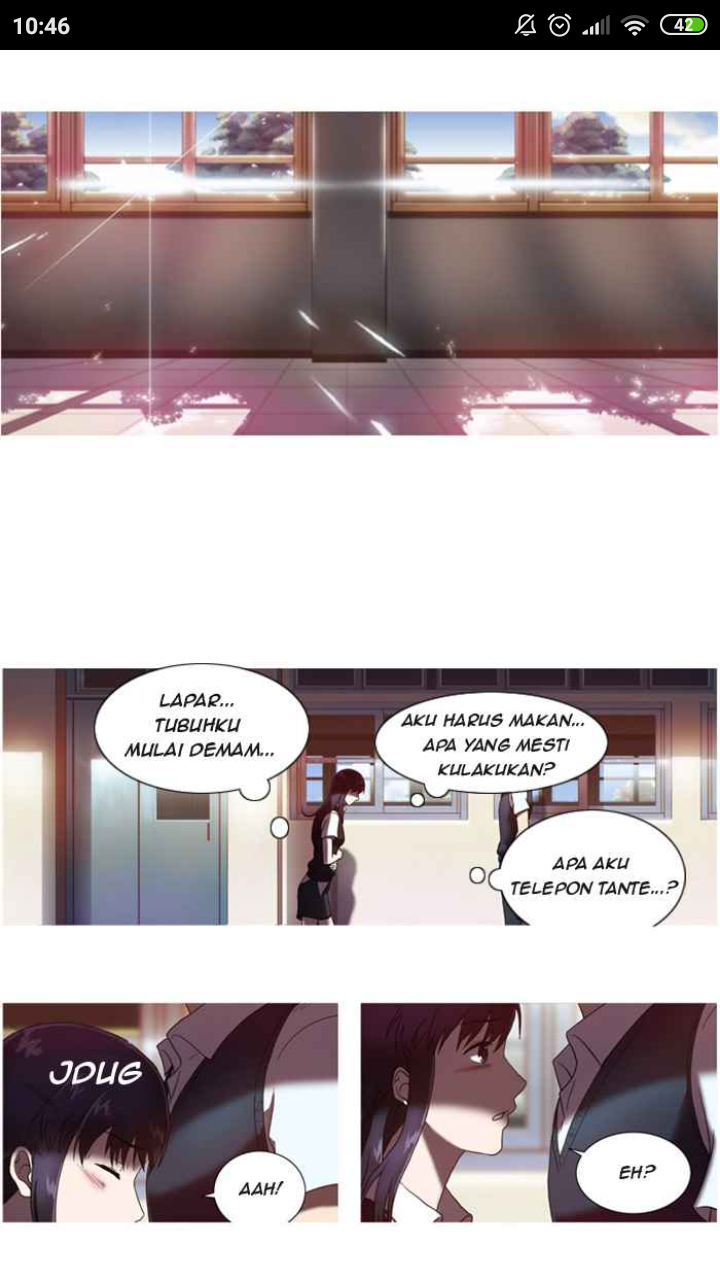 10:46
42
LAPAR...
TUBUHKU
MULAI DEMAM...
AKU HARUS MAKAN...
APA YANG MESTI
KULAKUKAN?
APA AKU
TELEPON TANTE...?
JDUG
AAH!
EH?